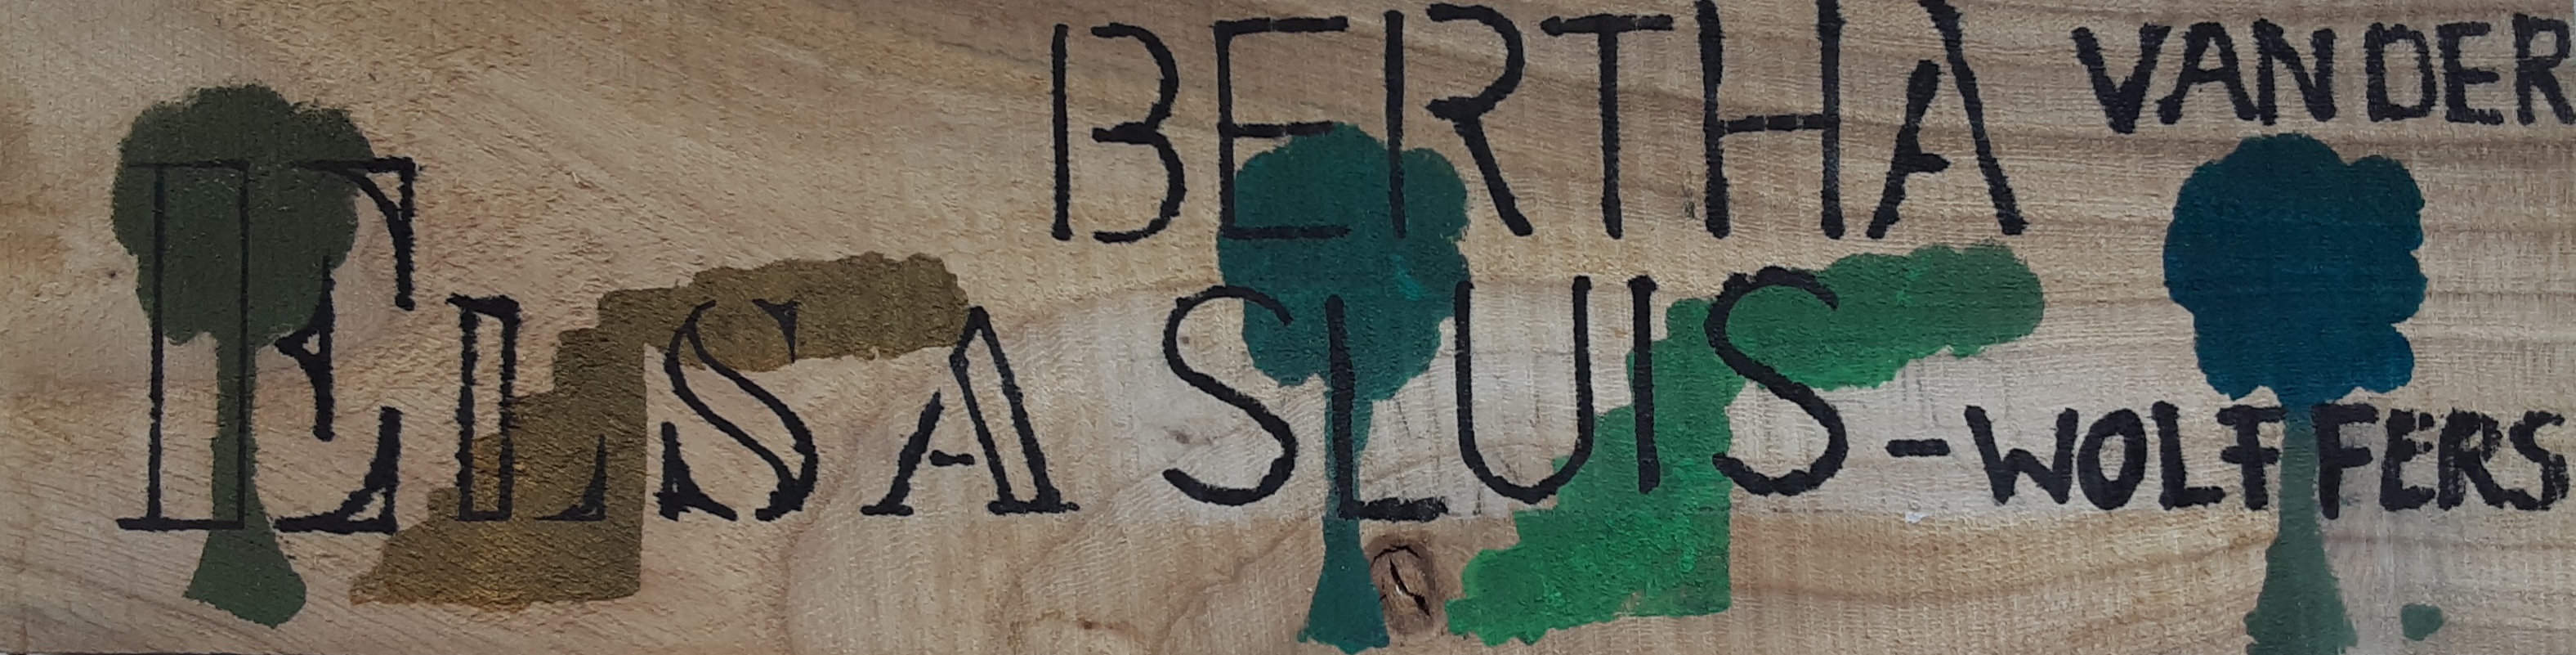 BERTHA VAN DER
ELSA SLUIS-WOLFFERS